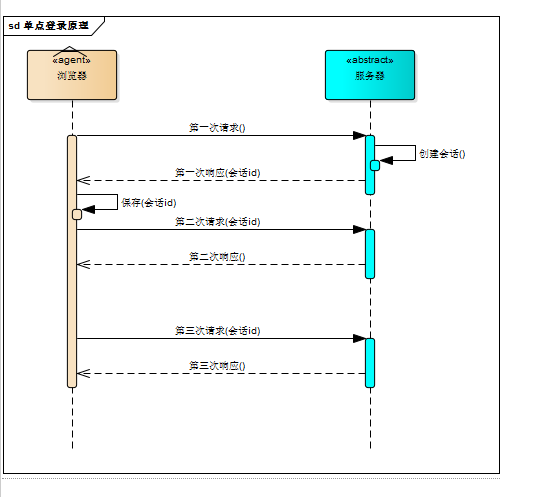 sd 单点登录原理
«agent»
浏览器
«abstract»
服务器
第一次请求()
创建会话()
第一次响应(会话id)
保存(会话id)
第二次请求(会话id)
第二次响应()
第三次请求(会话id)
第三次响应()